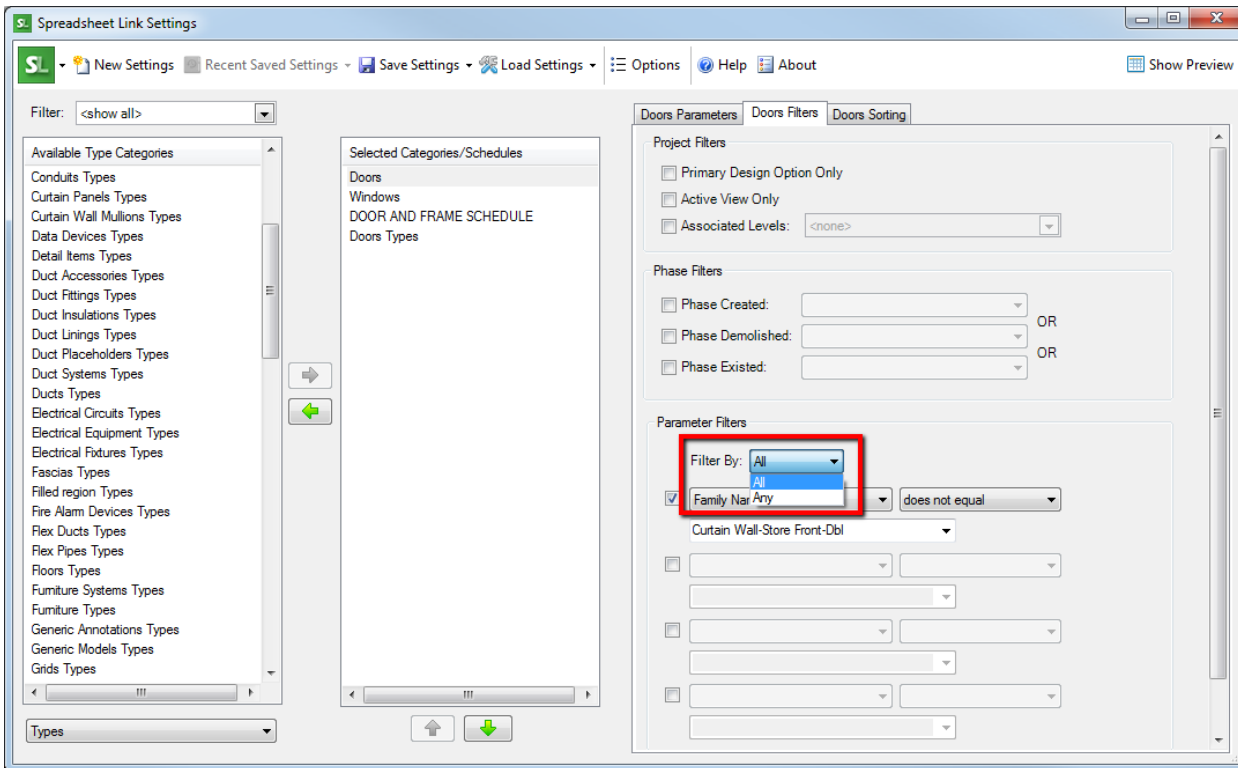 SL Spreadsheet Link Settings
SL New Settings Recent Saved Settings Save Settings Load Settings Options Help About Show Preview
Filter: <show all>
Available Type Categories
Conduits Types
Curtain Panels Types
Curtain Wall Mullions Types
Data Devices Types
Detail Items Types
Duct Accessories Types
Duct Fittings Types
Duct Insulations Types
Duct Linings Types
Duct Placeholders Types
Duct Systems Types
Ducts Types
Electrical Circuits Types
Electrical Equipment Types
Electrical Fixtures Types
Fascias Types
Filled region Types
Fire Alarm Devices Types
Flex Ducts Types
Flex Pipes Types
Floors Types
Furniture Systems Types
Furniture Types
Generic Annotations Types
Generic Models Types
Grids Types
Types
Selected Categories/Schedules
Doors
Windows
DOOR AND FRAME SCHEDULE
Doors Types
Doors Parameters Doors Filters Doors Sorting
Project Filters
Primary Design Option Only
Active View Only
Associated Levels: <none>
Phase Filters
Phase Created:
OR
Phase Demolished:
OR
Phase Existed:
Parameter Filters
Filter By: All
All
Any
Family Na does not equal
Curtain Wall-Store Front-Dbl